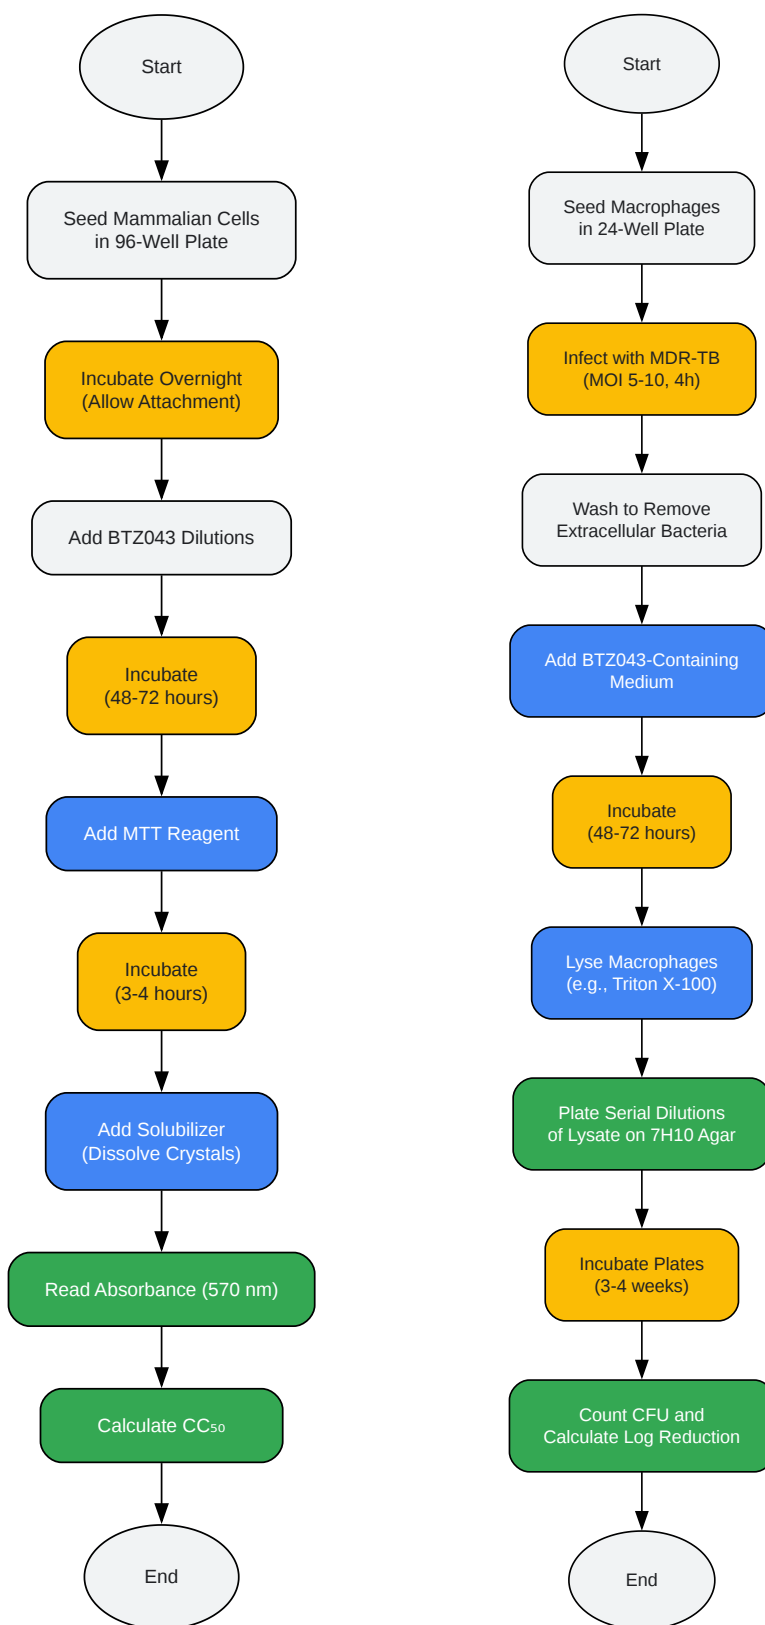 Start
Seed Mammalian Cells
in 96-Well Plate
Incubate Overnight
(Allow Attachment)
Add BTZ043 Dilutions
Incubate
(48-72 hours)
Add MTT Reagent
Incubate
(3-4 hours)
Add Solubilizer
(Dissolve Crystals)
Read Absorbance (570 nm)
Calculate CC₅₀
End
Start
Seed Macrophages
in 24-Well Plate
Infect with MDR-TB
(MOI 5-10, 4h)
Wash to Remove
Extracellular Bacteria
Add BTZ043-Containing
Medium
Incubate
(48-72 hours)
Lyse Macrophages
(e.g., Triton X-100)
Plate Serial Dilutions
of Lysate on 7H10 Agar
Incubate Plates
(3-4 weeks)
Count CFU and
Calculate Log Reduction
End